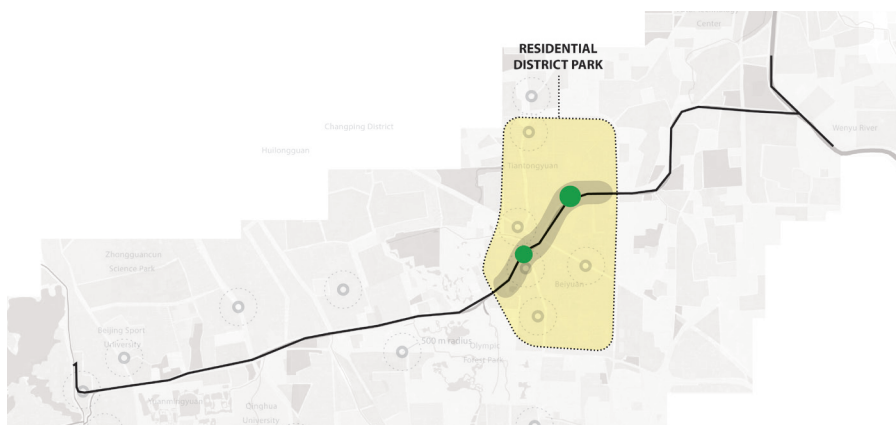 Center
RESIDENTIAL
DISTRICT PARK
Changping District
Wenyu River
Huilongguan
Tiantongyuan
Zhongguancun
Science Park
Beiyuan
Beijing Sport
University
500 m radius
Olympic
Forest Park
Qinghua
University